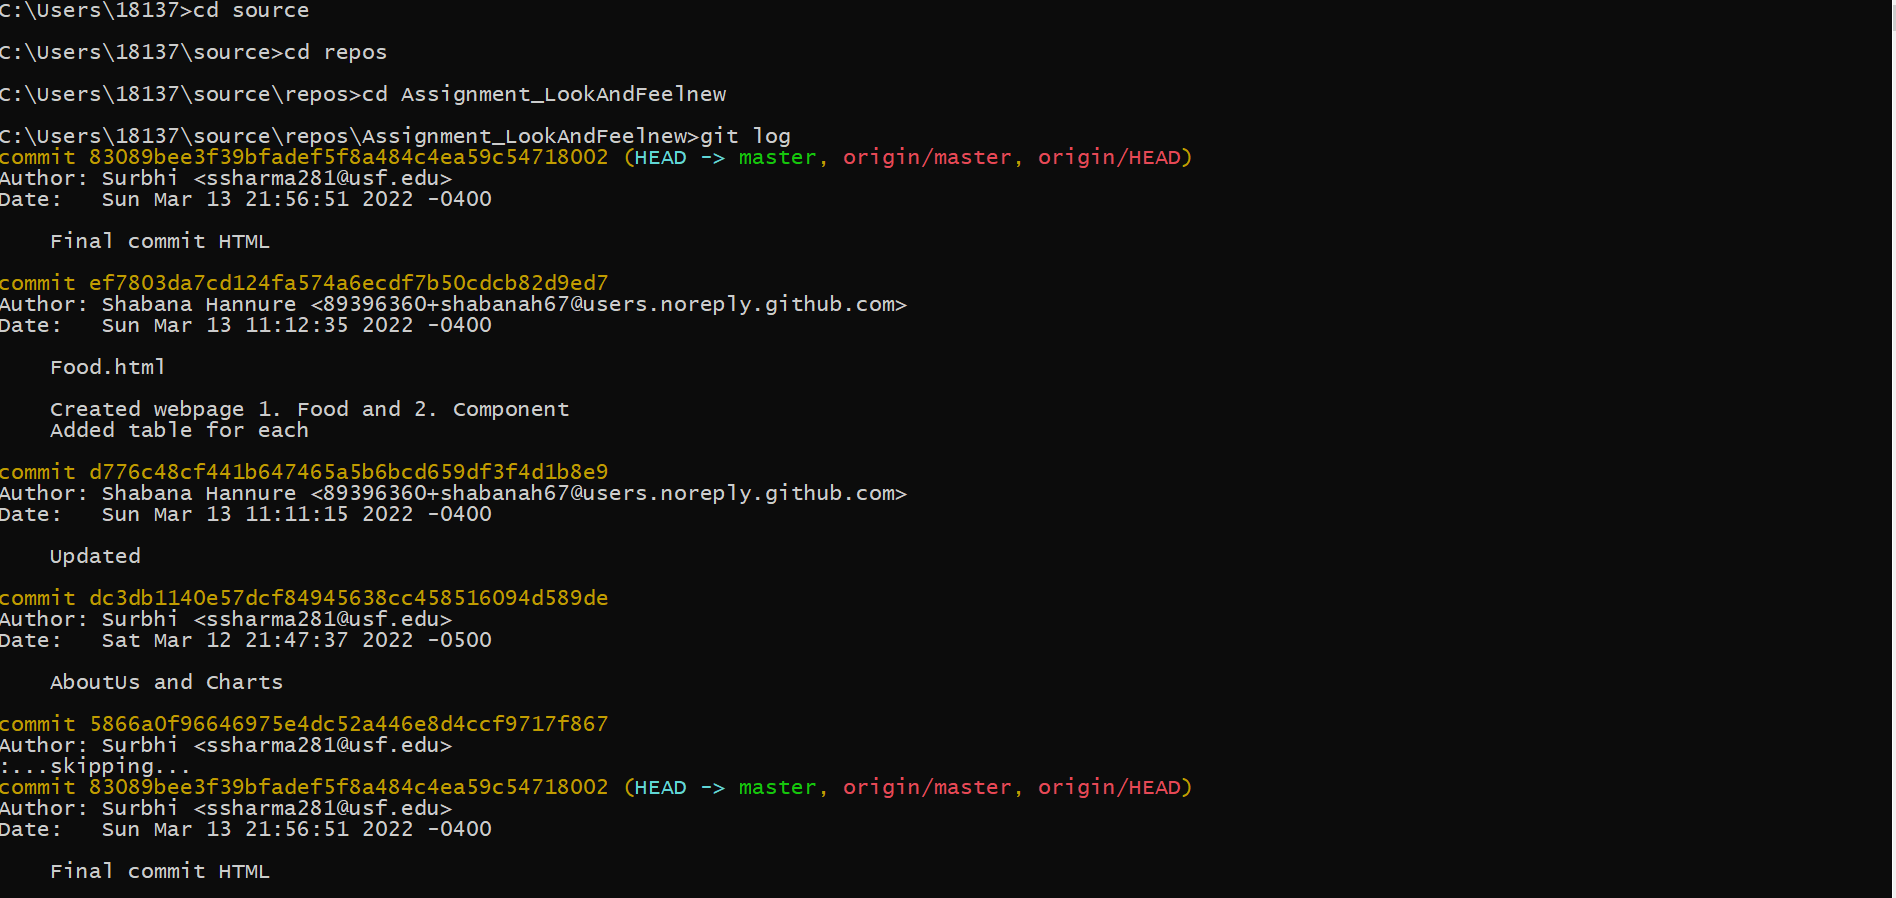 C:\Users\18137>cd source
C:\Users\18137\source>cd repos
C:\Users\18137\source\repos>cd Assignment_LookAndFeelnew
C:\Users\18137\source\repos\Assignment_LookAndFeelnew>git log
commit 83089bee3f39bfadef5f8a484c4ea59c54718002 (HEAD -> master, origin/master, origin/HEAD)
Author: Surbhi <ssharma281@usf.edu>
Date:   Sun Mar 13 21:56:51 2022 -0400
    Final commit HTML
commit ef7803da7cd124fa574a6ecdf7b50cdcb82d9ed7
Author: Shabana Hannure <89396360+shabanah67@users.noreply.github.com>
Date:   Sun Mar 13 11:12:35 2022 -0400
    Food.html
    Created webpage 1. Food and 2. Component
    Added table for each
commit d776c48cf441b647465a5b6bcd659df3f4d1b8e9
Author: Shabana Hannure <89396360+shabanah67@users.noreply.github.com>
Date:   Sun Mar 13 11:11:15 2022 -0400
    Updated
commit dc3db1140e57dcf84945638cc458516094d589de
Author: Surbhi <ssharma281@usf.edu>
Date:   Sat Mar 12 21:47:37 2022 -0500
    AboutUs and Charts
commit 5866a0f96646975e4dc52a446e8d4ccf9717f867
Author: Surbhi <ssharma281@usf.edu>
:...skipping...
commit 83089bee3f39bfadef5f8a484c4ea59c54718002 (HEAD -> master, origin/master, origin/HEAD)
Author: Surbhi <ssharma281@usf.edu>
Date:   Sun Mar 13 21:56:51 2022 -0400
    Final commit HTML